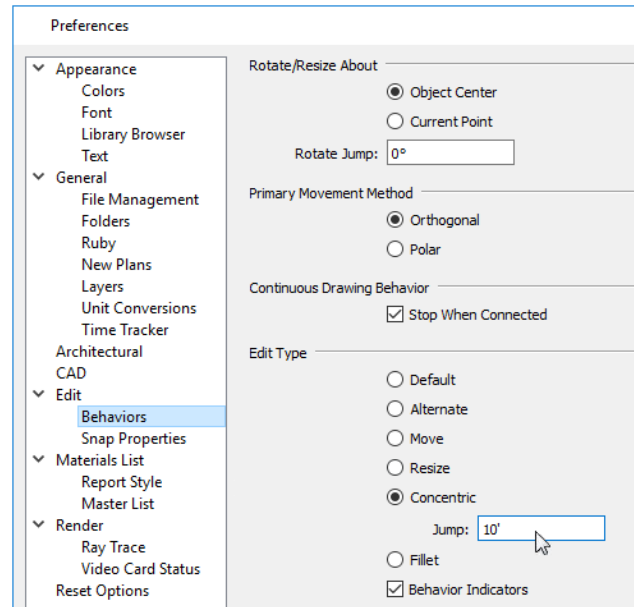 Preferences
Appearance
Colors
Font
Library Browser
Text
General
File Management
Folders
Ruby
New Plans
Layers
Unit Conversions
Time Tracker
Architectural
CAD
Edit
Behaviors
Snap Properties
Materials List
Report Style
Master List
Render
Ray Trace
Video Card Status
Reset Options
Rotate/Resize About
Object Center
Current Point
Rotate Jump: 0°
Primary Movement Method
Orthogonal
Polar
Continuous Drawing Behavior
Stop When Connected
Edit Type
Default
Alternate
Move
Resize
Concentric
Jump: 10'
Fillet
Behavior Indicators